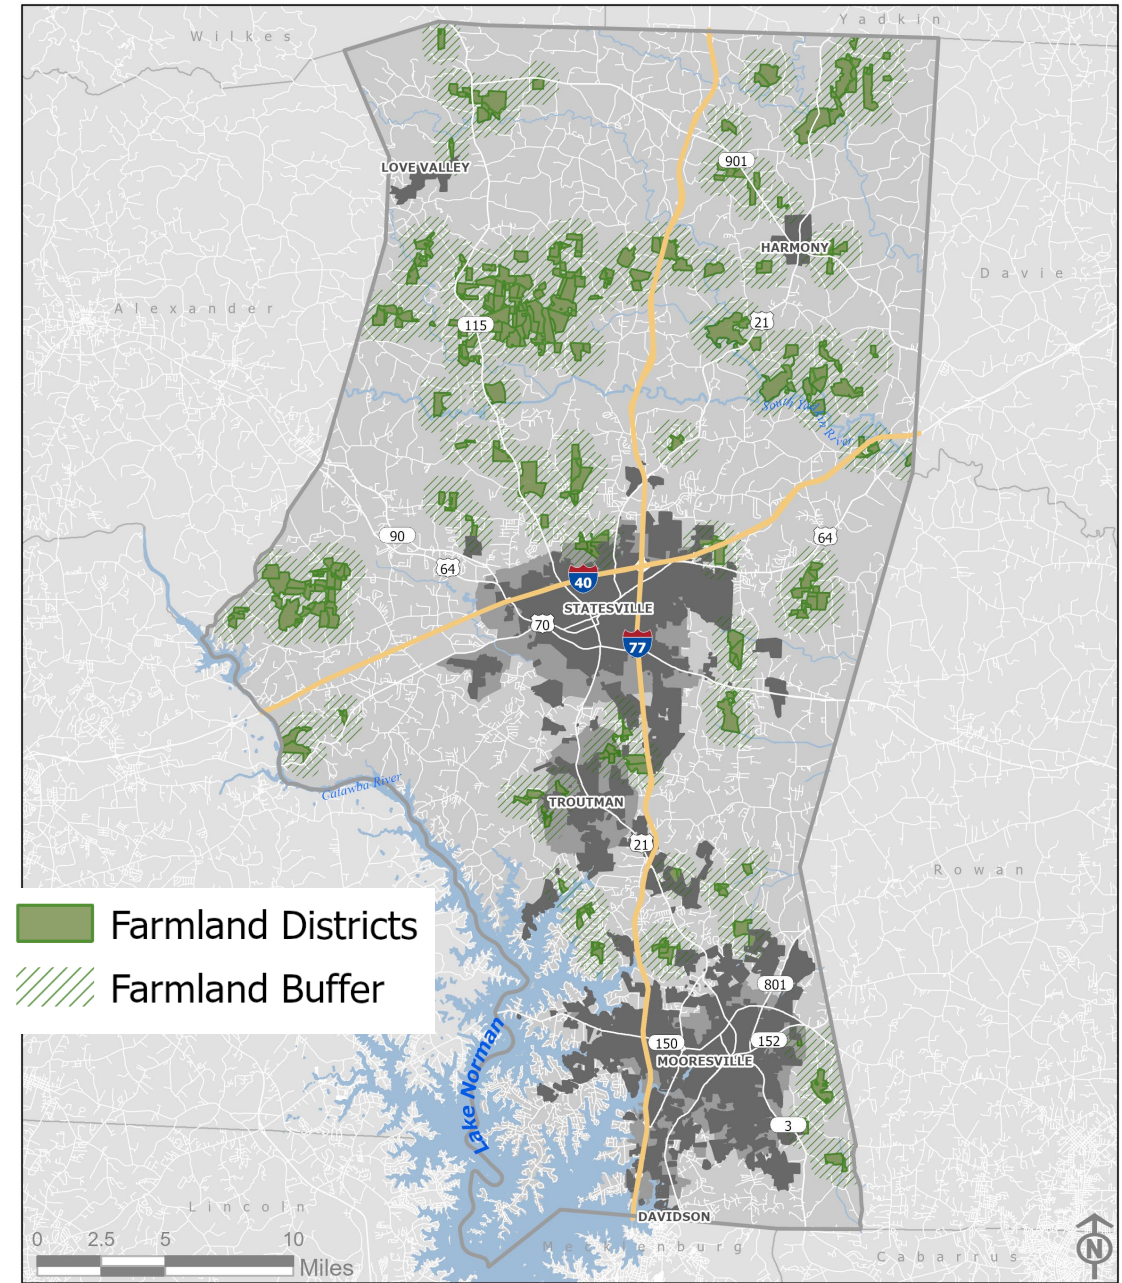 Yadkin
Wilkes
LOVE VALLEY
901
HARMONY
Davie
Alexander
115
21
South Yadkin River
90
64
64
40
STATESVILLE
70
77
Catawba River
TROUTMAN
21
Rowan
Farmland Districts
Farmland Buffer
801
Lake Norman
150
152
MOORESVILLE
3
Lincoln
DAVIDSON
Mecklenburg
Cabarrus
N
0 2.5 5 10
Miles